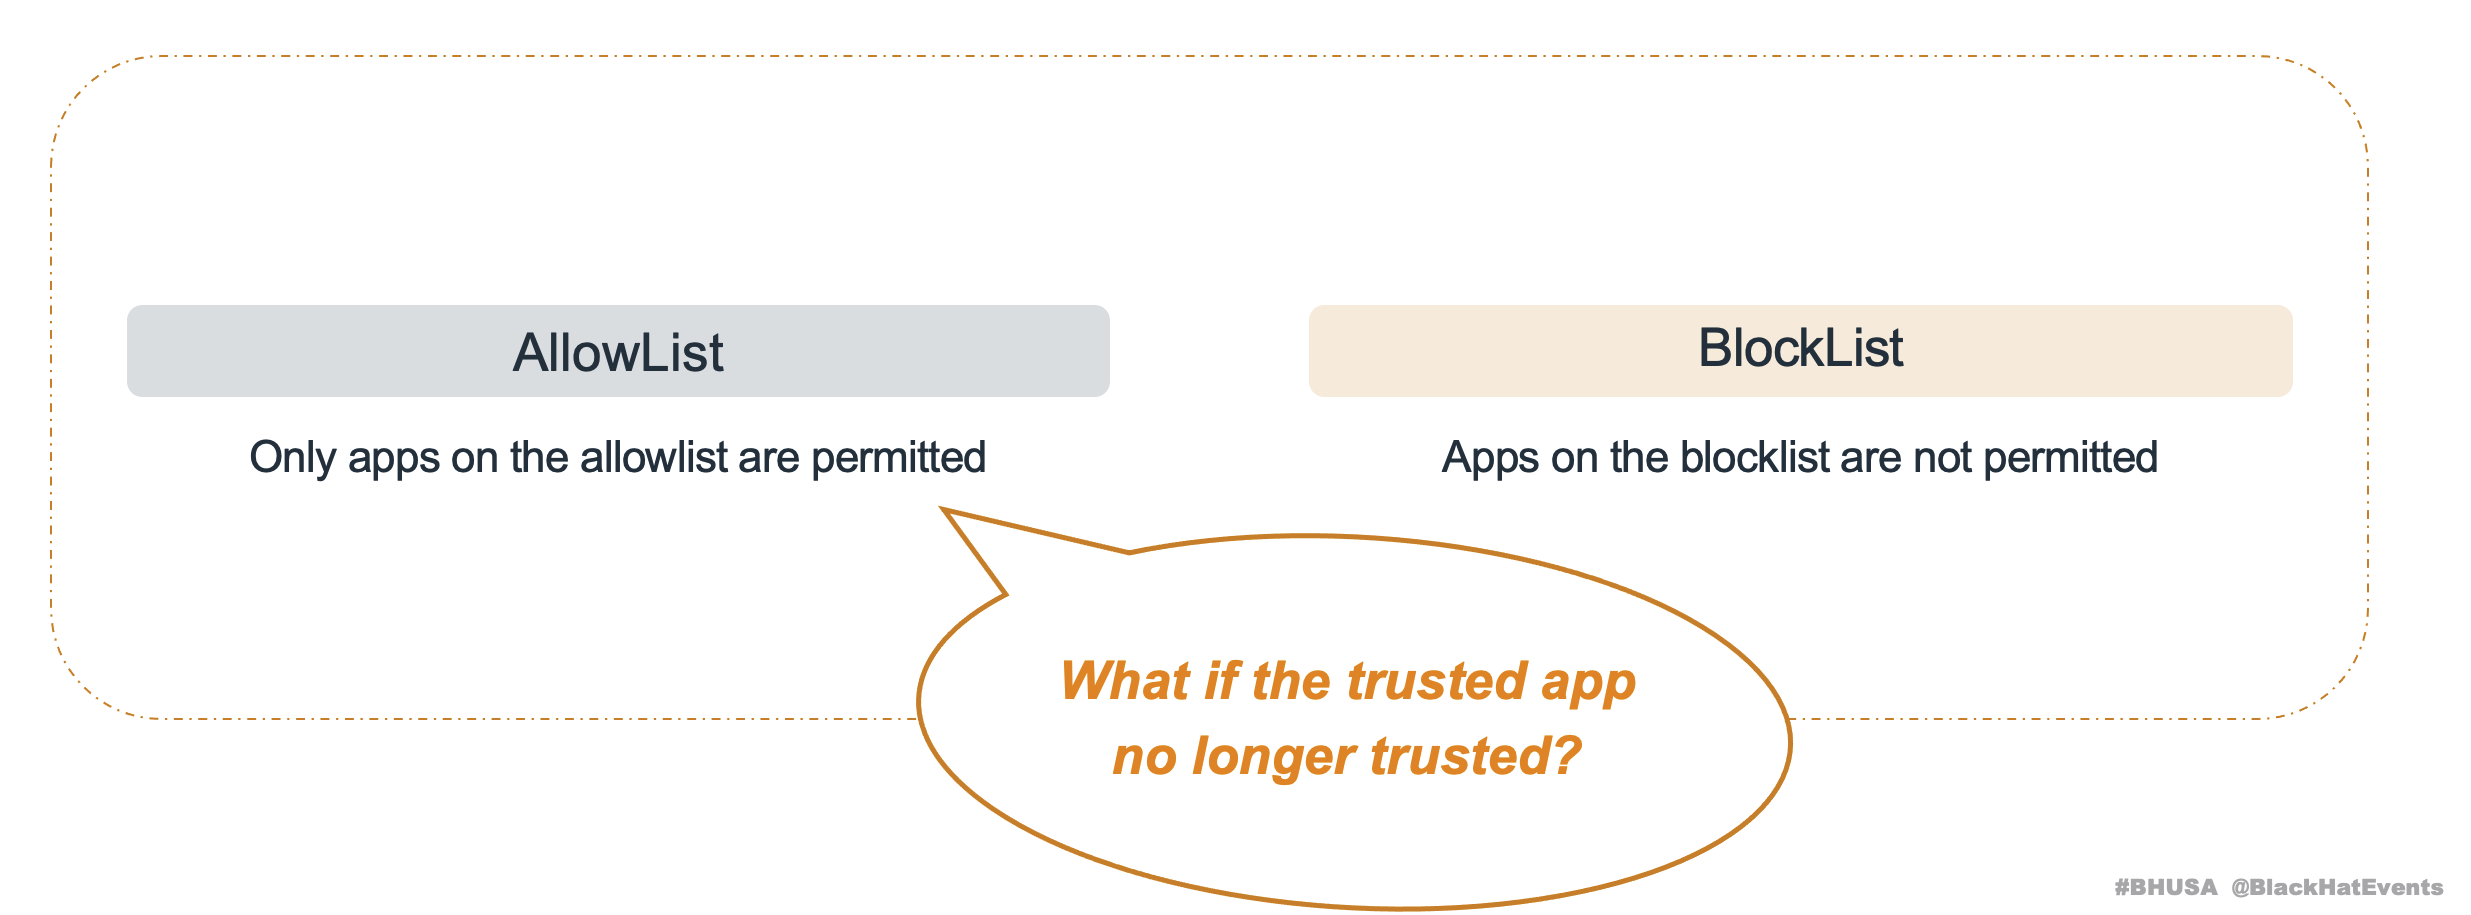 AllowList
BlockList
Only apps on the allowlist are permitted
Apps on the blocklist are not permitted
What if the trusted app
no longer trusted?
#BHUSA @BlackHatEvents